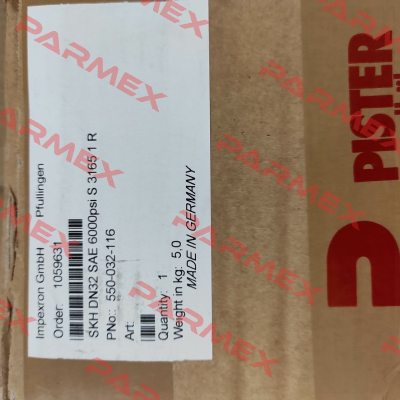 Impexron GmbH Pfullingen
Order: 1059631
SKH DN32 SAE 6000psi S 3165 1 R
PNo:: 550-032-116
Art:
Quantity: 1
Weight in kg: 5,0
MADE IN GERMANY
PISTER
PARMEX
PARMEX
PARMEX
PARMEX
PARMEX